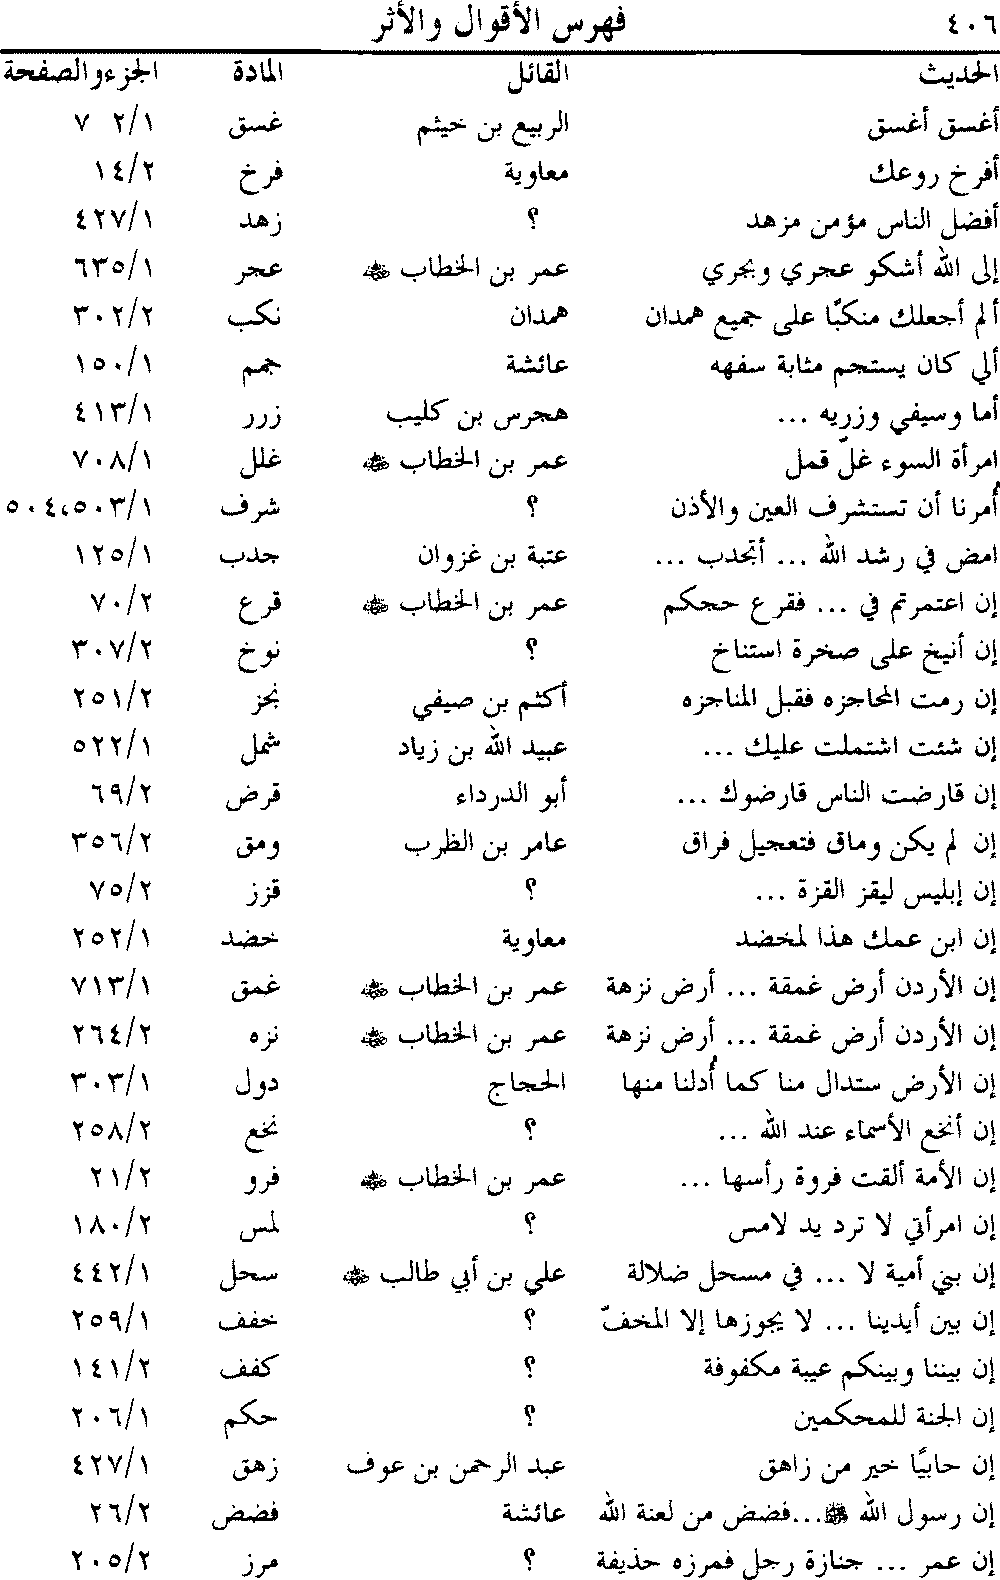 ٤٠٦ فهرس الأقوال والأثر
الحديث القائل المادة الجزء والصفحة
أغسق أغسق الربيع بن خيثم غسق ٢/١ ٧
أفرخ روعك معاوية فرخ ١٤/٢
أفضل الناس مؤمن مزهد ؟ زهد ٤٢٧/١
إلى الله أشكو عجري وبجري عمر بن الخطاب ﷺ عجر ٦٣٥/١
ألم أجعلك منكبًا على جميع همدان همدان نكب ٣٠٢/٢
ألي كان يستجم مثابة سفهه عائشة جمم ١٥٠/١
أما وسيفي وزريه ... هجرس بن كليب زرر ٤١٣/١
امرأة السوء غلّ قمل عمر بن الخطاب ﷺ غلل ٧٠٨/١
أُمرنا أن تستشرف العين والأذن ؟ شرف ٥٠٤،٥٠٣/١
امض في رشد الله ... أتجدب ... عتبة بن غزوان جدب ١٢٥/١
إن اعتمرتم في ... فقرع حجكم عمر بن الخطاب ﷺ قرع ٧٠/٢
إن أنيخ على صخرة استناخ ؟ نوخ ٣٠٧/٢
إن رمت المحاجزه فقبل المناجزه أكثم بن صيفي نجز ٢٥١/٢
إن شئت اشتملت عليك ... عبيد الله بن زياد شمل ٥٢٢/١
إن قارضت الناس قارضوك ... أبو الدرداء قرض ٦٩/٢
إن لم يكن وماق فتعجيل فراق عامر بن الظرب ومق ٣٥٦/٢
إن إبليس ليقز القزة ... ؟ قزز ٧٥/٢
إن ابن عمك هذا لمخضد معاوية خضد ٢٥٢/١
إن الأردن أرض غمقة ... أرض نزهة عمر بن الخطاب ﷺ غمق ٧١٣/١
إن الأردن أرض غمقة ... أرض نزهة عمر بن الخطاب ﷺ نزه ٢٦٤/٢
إن الأرض ستدال منا كما أُدلنا منها الحجاج دول ٣٠٣/١
إن أنخع الأسماء عند الله ... ؟ نخع ٢٥٨/٢
إن الأمة ألقت فروة رأسها ... عمر بن الخطاب ﷺ فرو ٢١/٢
إن امرأتي لا ترد يد لامس ؟ لمس ١٨٠/٢
إن بني أمية لا ... في مسحل ضلالة علي بن أبي طالب ﷺ سحل ٤٤٢/١
إن بين أيدينا ... لا يجوزها إلا المخفّ ؟ خفف ٢٥٩/١
إن بيننا وبينكم عيبة مكفوفة ؟ كفف ١٤١/٢
إن الجنة للمحكمين ؟ حكم ٢٠٦/١
إن حابيًا خير من زاهق عبد الرحمن بن عوف زهق ٤٢٧/١
إن رسول الله ﷺ...فضض من لعنة الله عائشة فضض ٢٦/٢
إن عمر ... جنازة رجل فمرزه حذيفة ؟ مرز ٢٠٥/٢